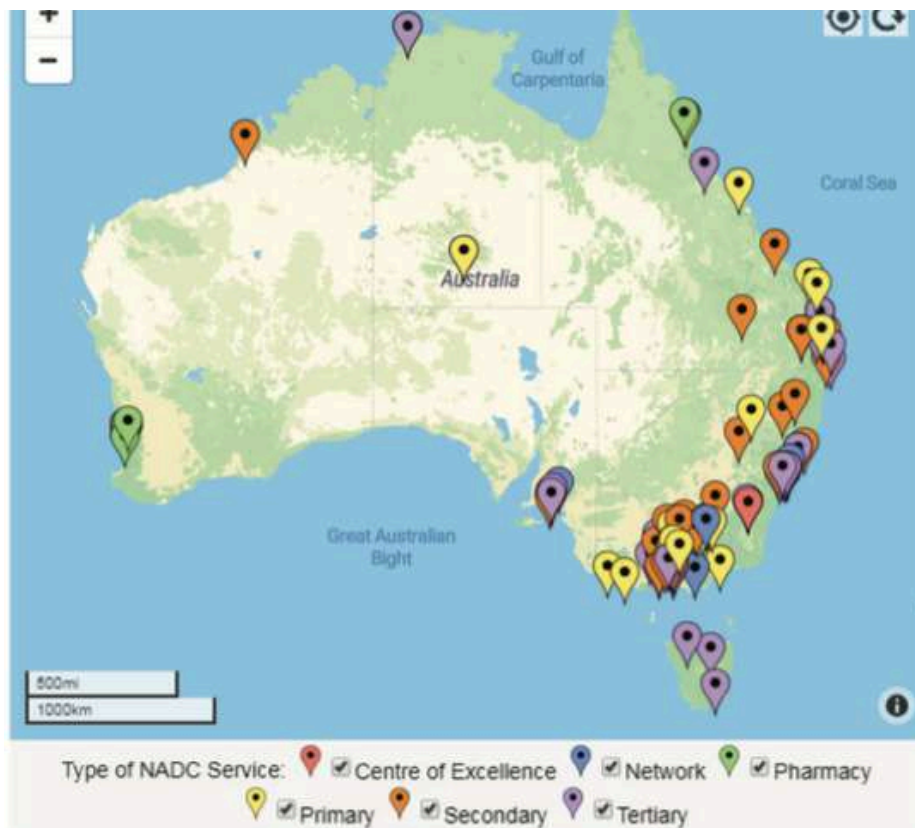 +
Gulf of
Carpentaria
−
Coral Sea
Australia
Great Australian
Bight
500mi
1000km
Type of NADC Service: Centre of Excellence Network Pharmacy
Primary Secondary Tertiary